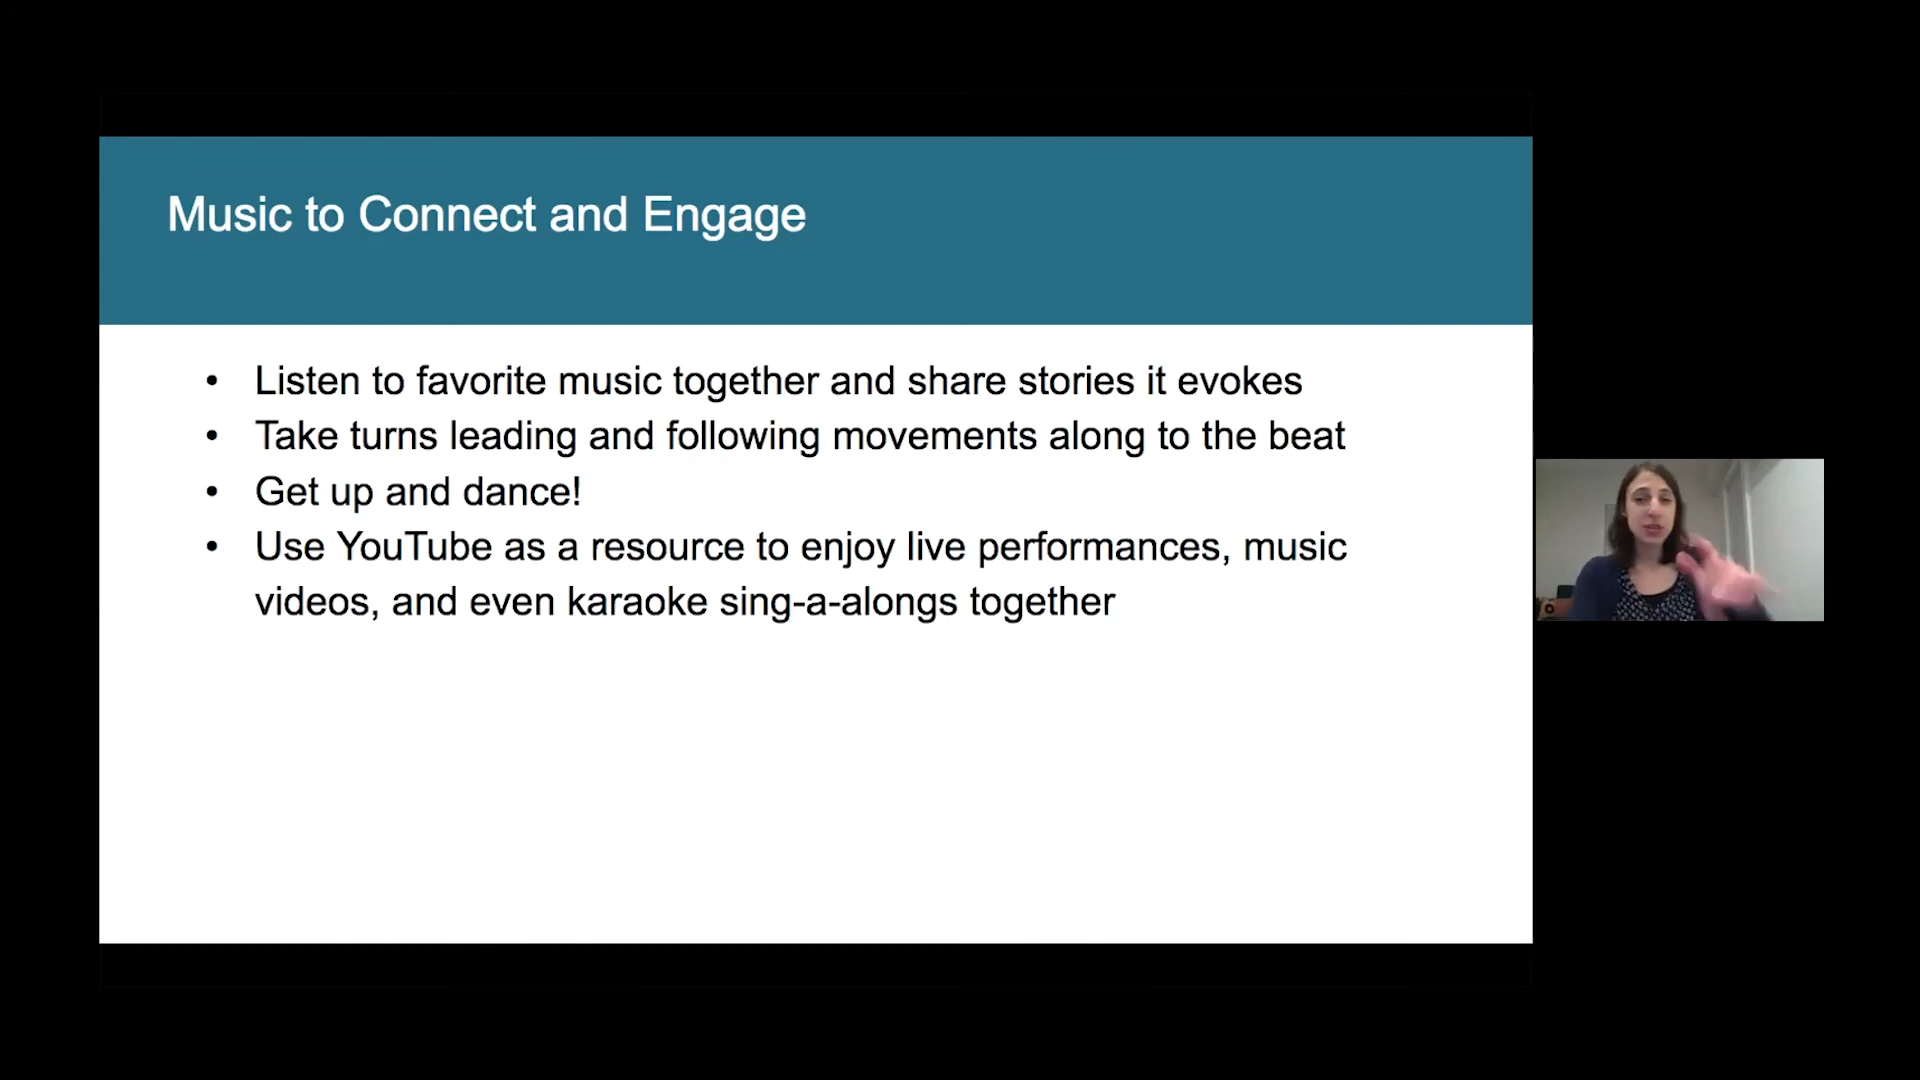 Music to Connect and Engage
• Listen to favorite music together and share stories it evokes
• Take turns leading and following movements along to the beat
• Get up and dance!
• Use YouTube as a resource to enjoy live performances, music
videos, and even karaoke sing-a-alongs together